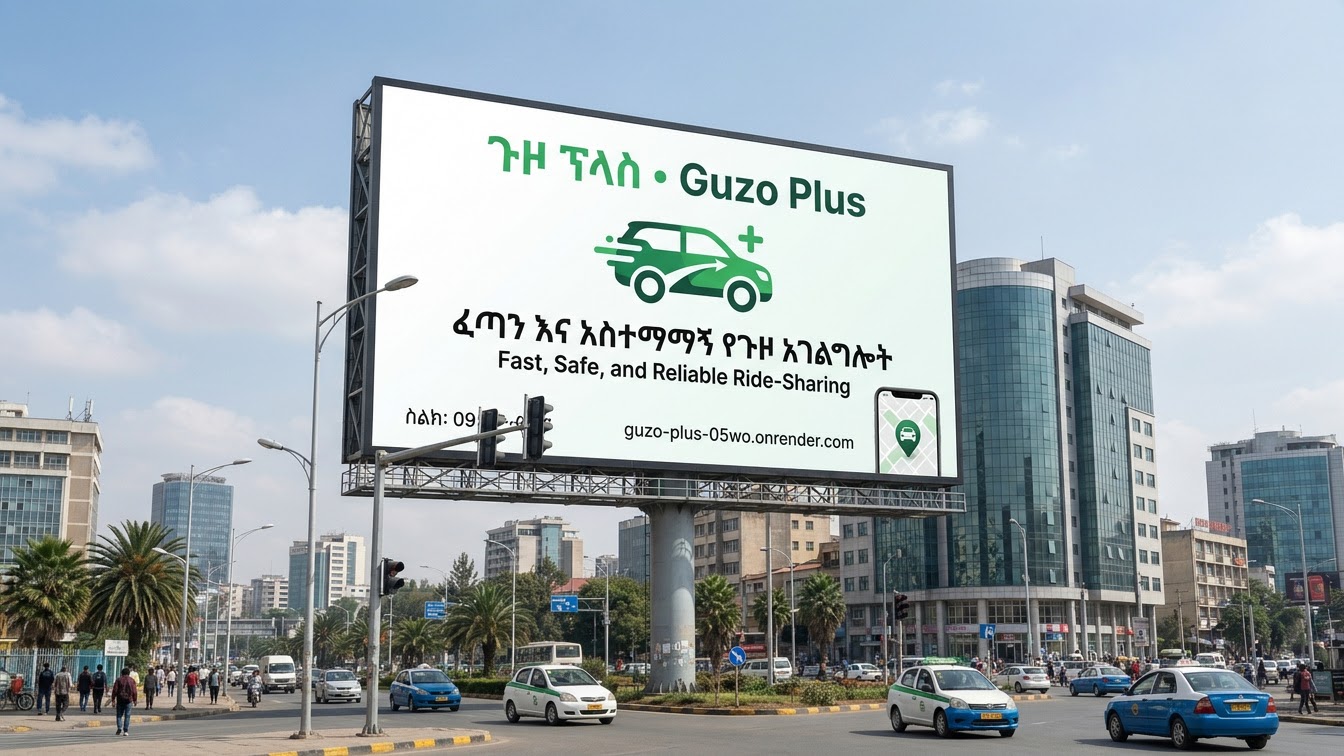 ጉዞ ፕላስ • Guzo Plus
ፈጣን እና አስተማማኝ የጉዞ አገልግሎት
Fast, Safe, and Reliable Ride-Sharing
ስልክ:
guzo-plus-05wo.onrender.com